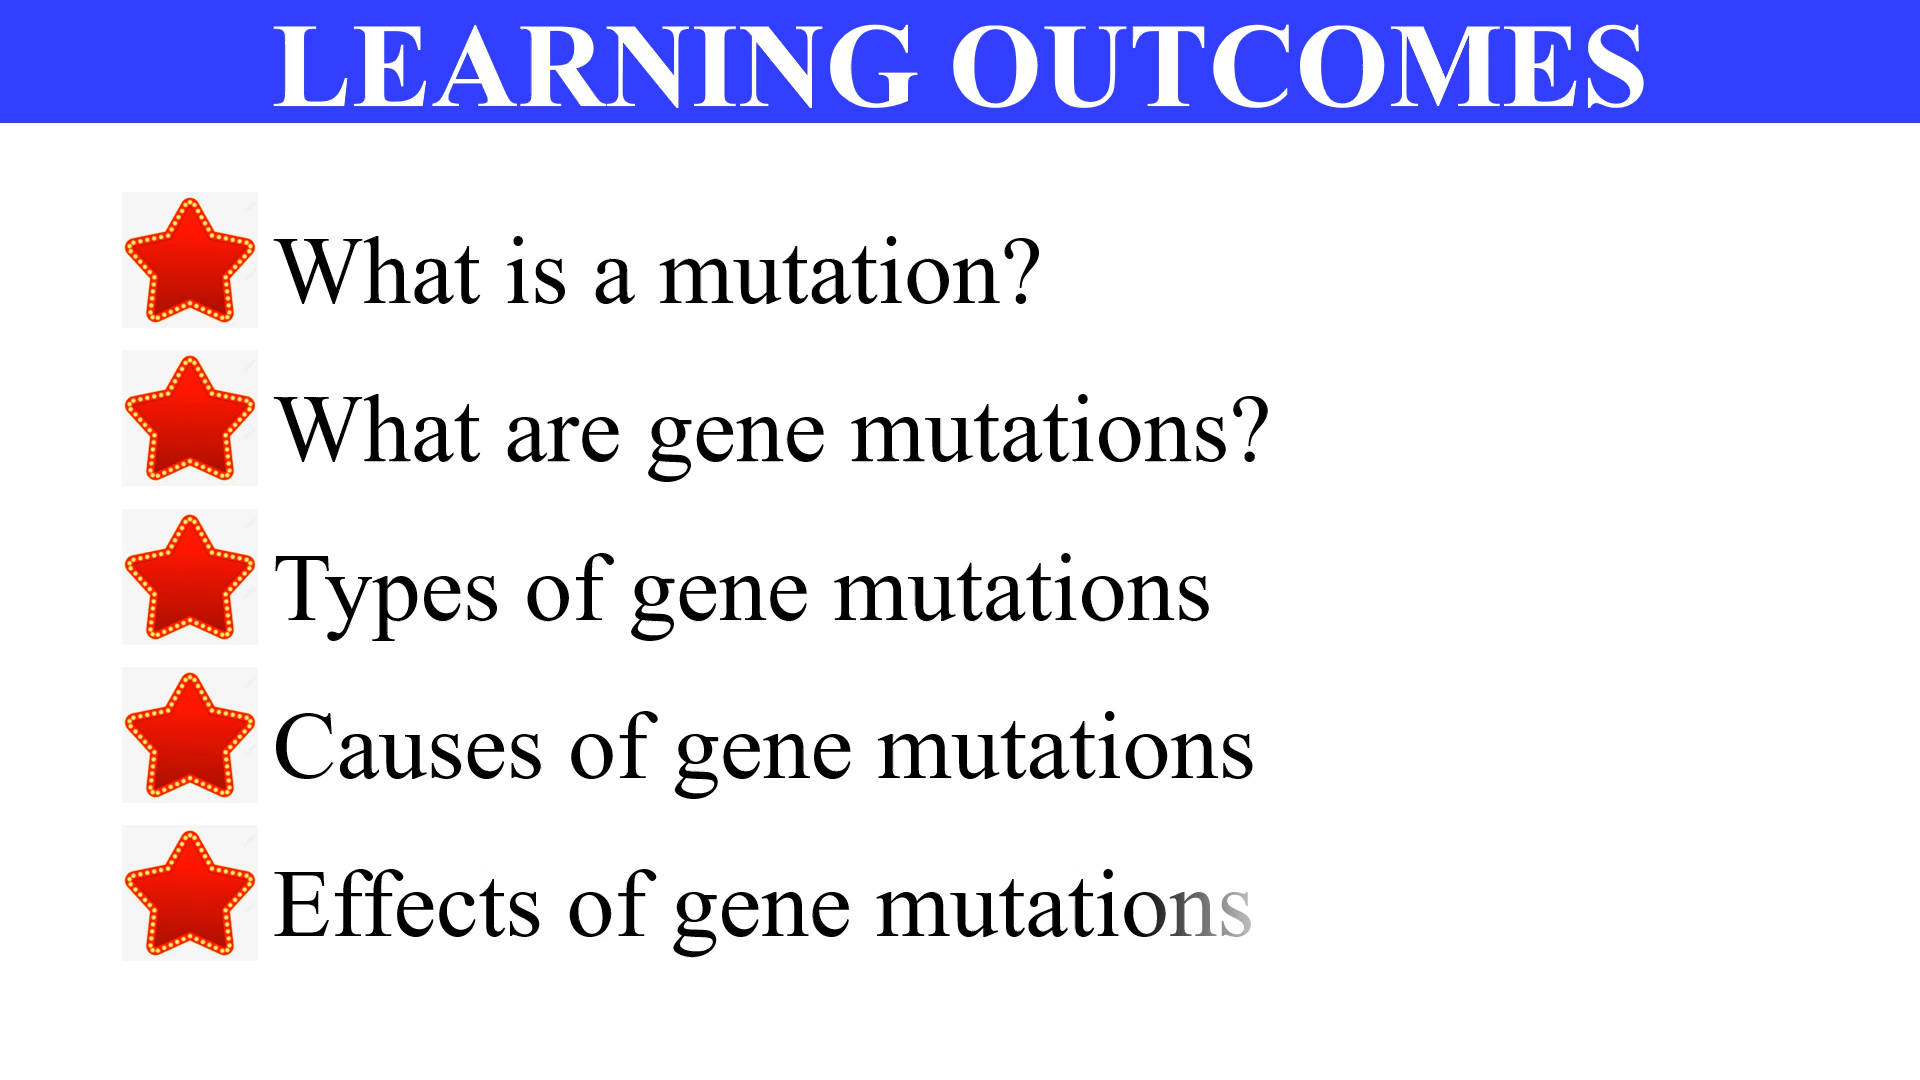 LEARNING OUTCOMES
What is a mutation?
What are gene mutations?
Types of gene mutations
Causes of gene mutations
Effects of gene mutations